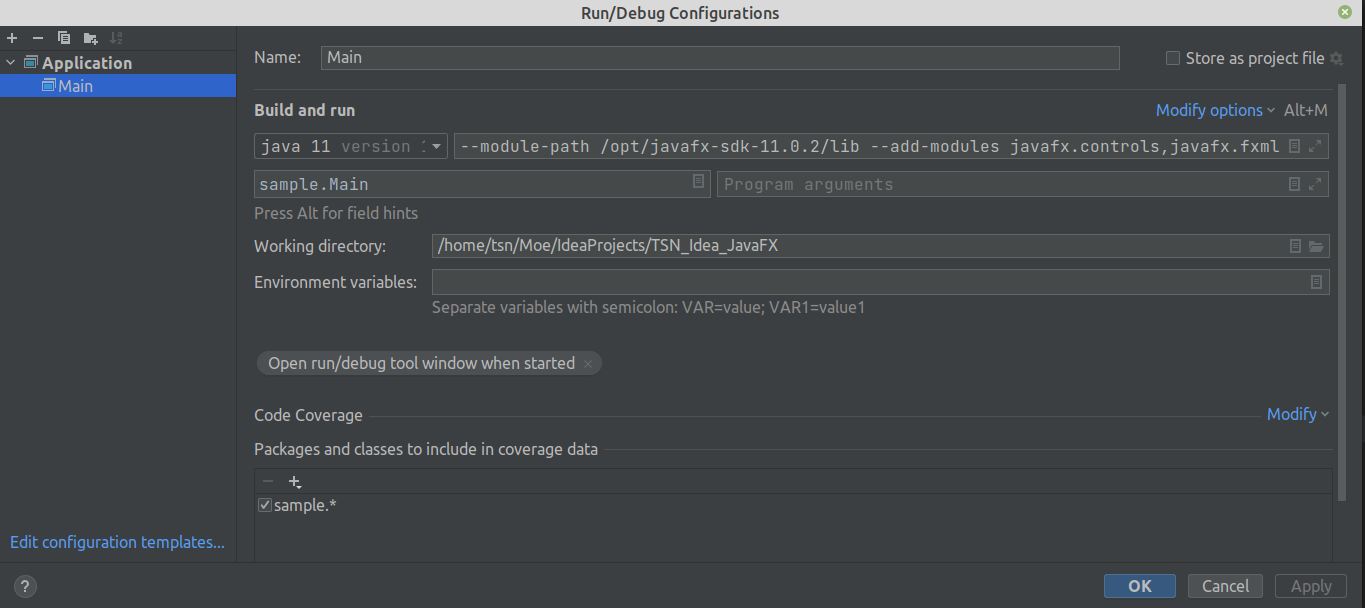 Run/Debug Configurations
Application
Main
Name: Main Store as project file
Build and run Modify options Alt+M
java 11 version --module-path /opt/javafx-sdk-11.0.2/lib --add-modules javafx.controls,javafx.fxml
sample.Main Program arguments
Press Alt for field hints
Working directory: /home/tsn/Moe/IdeaProjects/TSN_Idea_JavaFX
Environment variables:
Separate variables with semicolon: VAR=value; VAR1=value1
Open run/debug tool window when started
Code Coverage Modify
Packages and classes to include in coverage data
sample.*
Edit configuration templates...
? OK Cancel Apply